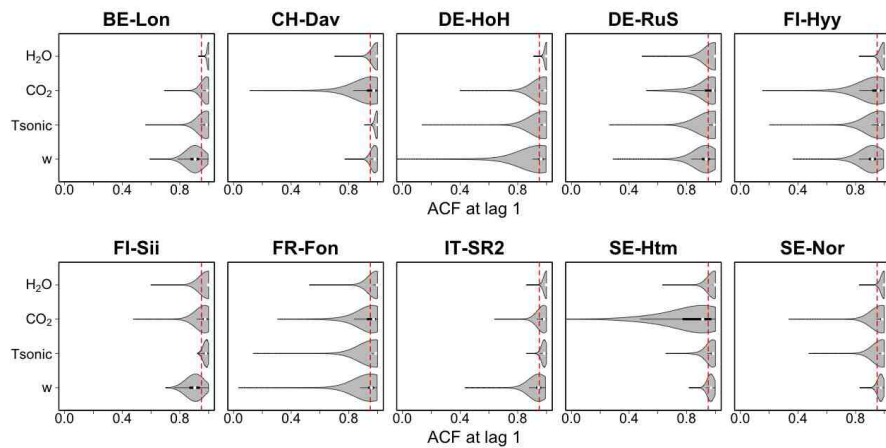 BE-Lon CH-Dav DE-HoH DE-RuS FI-Hyy
H₂O
CO₂
Tsonic
w
0.0 0.4 0.8 0.0 0.4 0.8 0.0 0.4 0.8 0.0 0.4 0.8 0.0 0.4 0.8
ACF at lag 1
FI-Sii FR-Fon IT-SR2 SE-Htm SE-Nor
H₂O
CO₂
Tsonic
w
0.0 0.4 0.8 0.0 0.4 0.8 0.0 0.4 0.8 0.0 0.4 0.8 0.0 0.4 0.8
ACF at lag 1